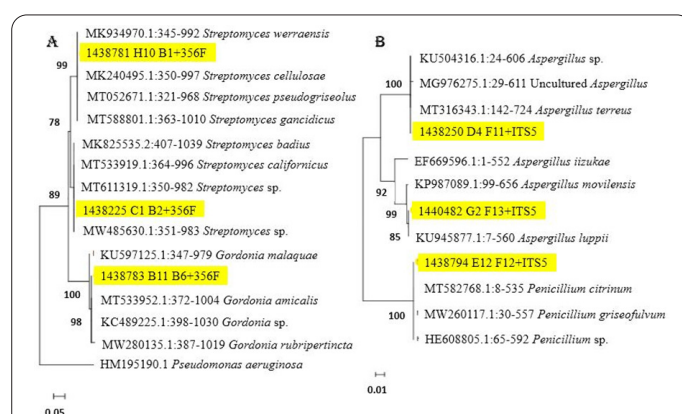 A
MK934970.1:345-992 Streptomyces werraensis
1438781 H10 B1+356F
99
MK240495.1:350-997 Streptomyces cellulosae
MT052671.1:321-968 Streptomyces pseudogriseolus
78
MT588801.1:363-1010 Streptomyces gancidicus
MK825535.2:407-1039 Streptomyces badius
MT533919.1:364-996 Streptomyces californicus
MT611319.1:350-982 Streptomyces sp.
89
1438225 C1 B2+356F
MW485630.1:351-983 Streptomyces sp.
KU597125.1:347-979 Gordonia malaquae
1438783 B11 B6+356F
100
MT533952.1:372-1004 Gordonia amicalis
KC489225.1:398-1030 Gordonia sp.
98
MW280135.1:387-1019 Gordonia rubripertincta
HM195190.1 Pseudomonas aeruginosa
0.05
B
KU504316.1:24-606 Aspergillus sp.
100
MG976275.1:29-611 Uncultured Aspergillus
MT316343.1:142-724 Aspergillus terreus
1438250 D4 F11+ITS5
EF669596.1:1-552 Aspergillus iizukae
92
KP987089.1:99-656 Aspergillus movilensis
99
1440482 G2 F13+ITS5
85
KU945877.1:7-560 Aspergillus luppii
1438794 E12 F12+ITS5
MT582768.1:8-535 Penicillium citrinum
100
MW260117.1:30-557 Penicillium griseofulvum
HE608805.1:65-592 Penicillium sp.
0.01